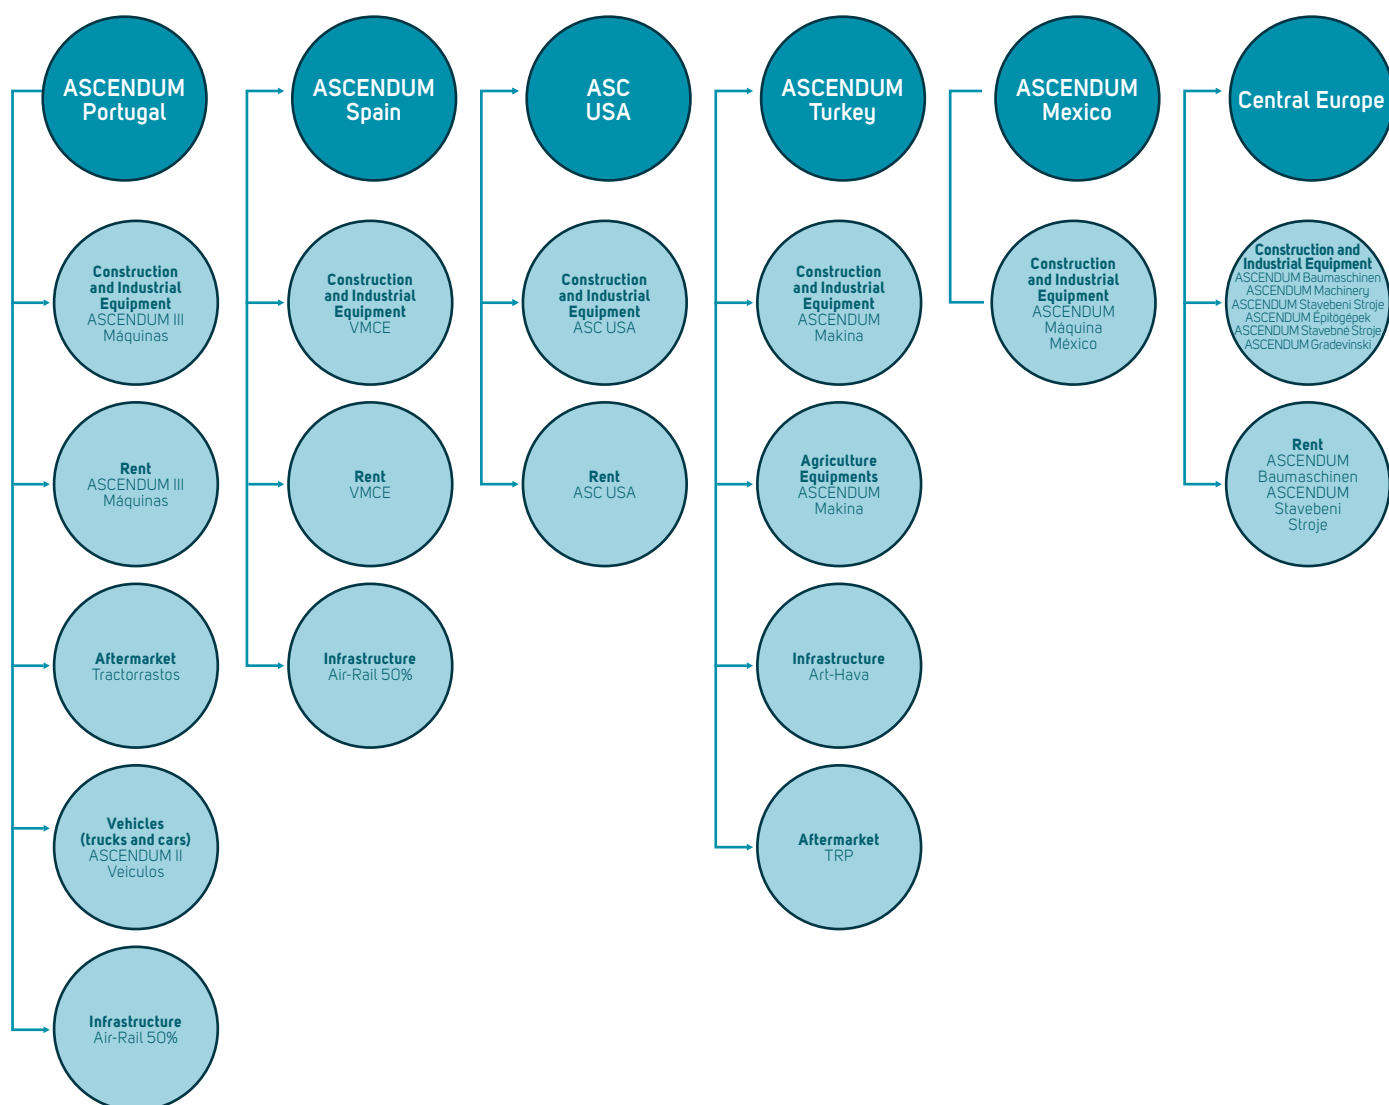 ASCENDUM
Portugal
Construction
and Industrial
Equipment
ASCENDUM III
Máquinas
Rent
ASCENDUM III
Máquinas
Aftermarket
Tractorrastos
Vehicles
(trucks and cars)
ASCENDUM II
Veiculos
Infrastructure
Air-Rail 50%
ASCENDUM
Spain
Construction
and Industrial
Equipment
VMCE
Rent
VMCE
Infrastructure
Air-Rail 50%
ASC
USA
Construction
and Industrial
Equipment
ASC USA
Rent
ASC USA
ASCENDUM
Turkey
Construction
and Industrial
Equipment
ASCENDUM
Makina
Agriculture
Equipments
ASCENDUM
Makina
Infrastructure
Art-Hava
Aftermarket
TRP
ASCENDUM
Mexico
Construction
and Industrial
Equipment
ASCENDUM
Máquina
México
Central Europe
Construction and
Industrial Equipment
ASCENDUM Baumaschinen
ASCENDUM Machinery
ASCENDUM Stavebeni Stroje
ASCENDUM Épitögépek
ASCENDUM Stavebné Stroje
ASCENDUM Gradevinski
Rent
ASCENDUM
Baumaschinen
ASCENDUM
Stavebeni
Stroje